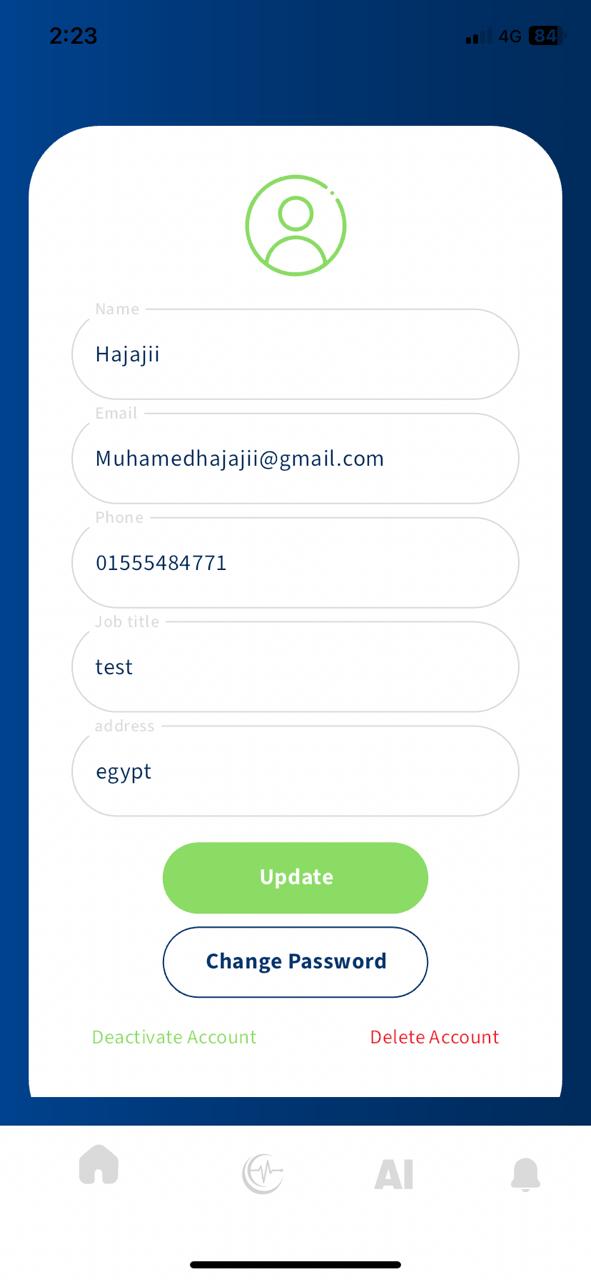 2:23
4G 84
Name
Hajajii
Email
Muhamedhajajii@gmail.com
Phone
01555484771
Job title
test
address
egypt
Update
Change Password
Deactivate Account Delete Account
AI